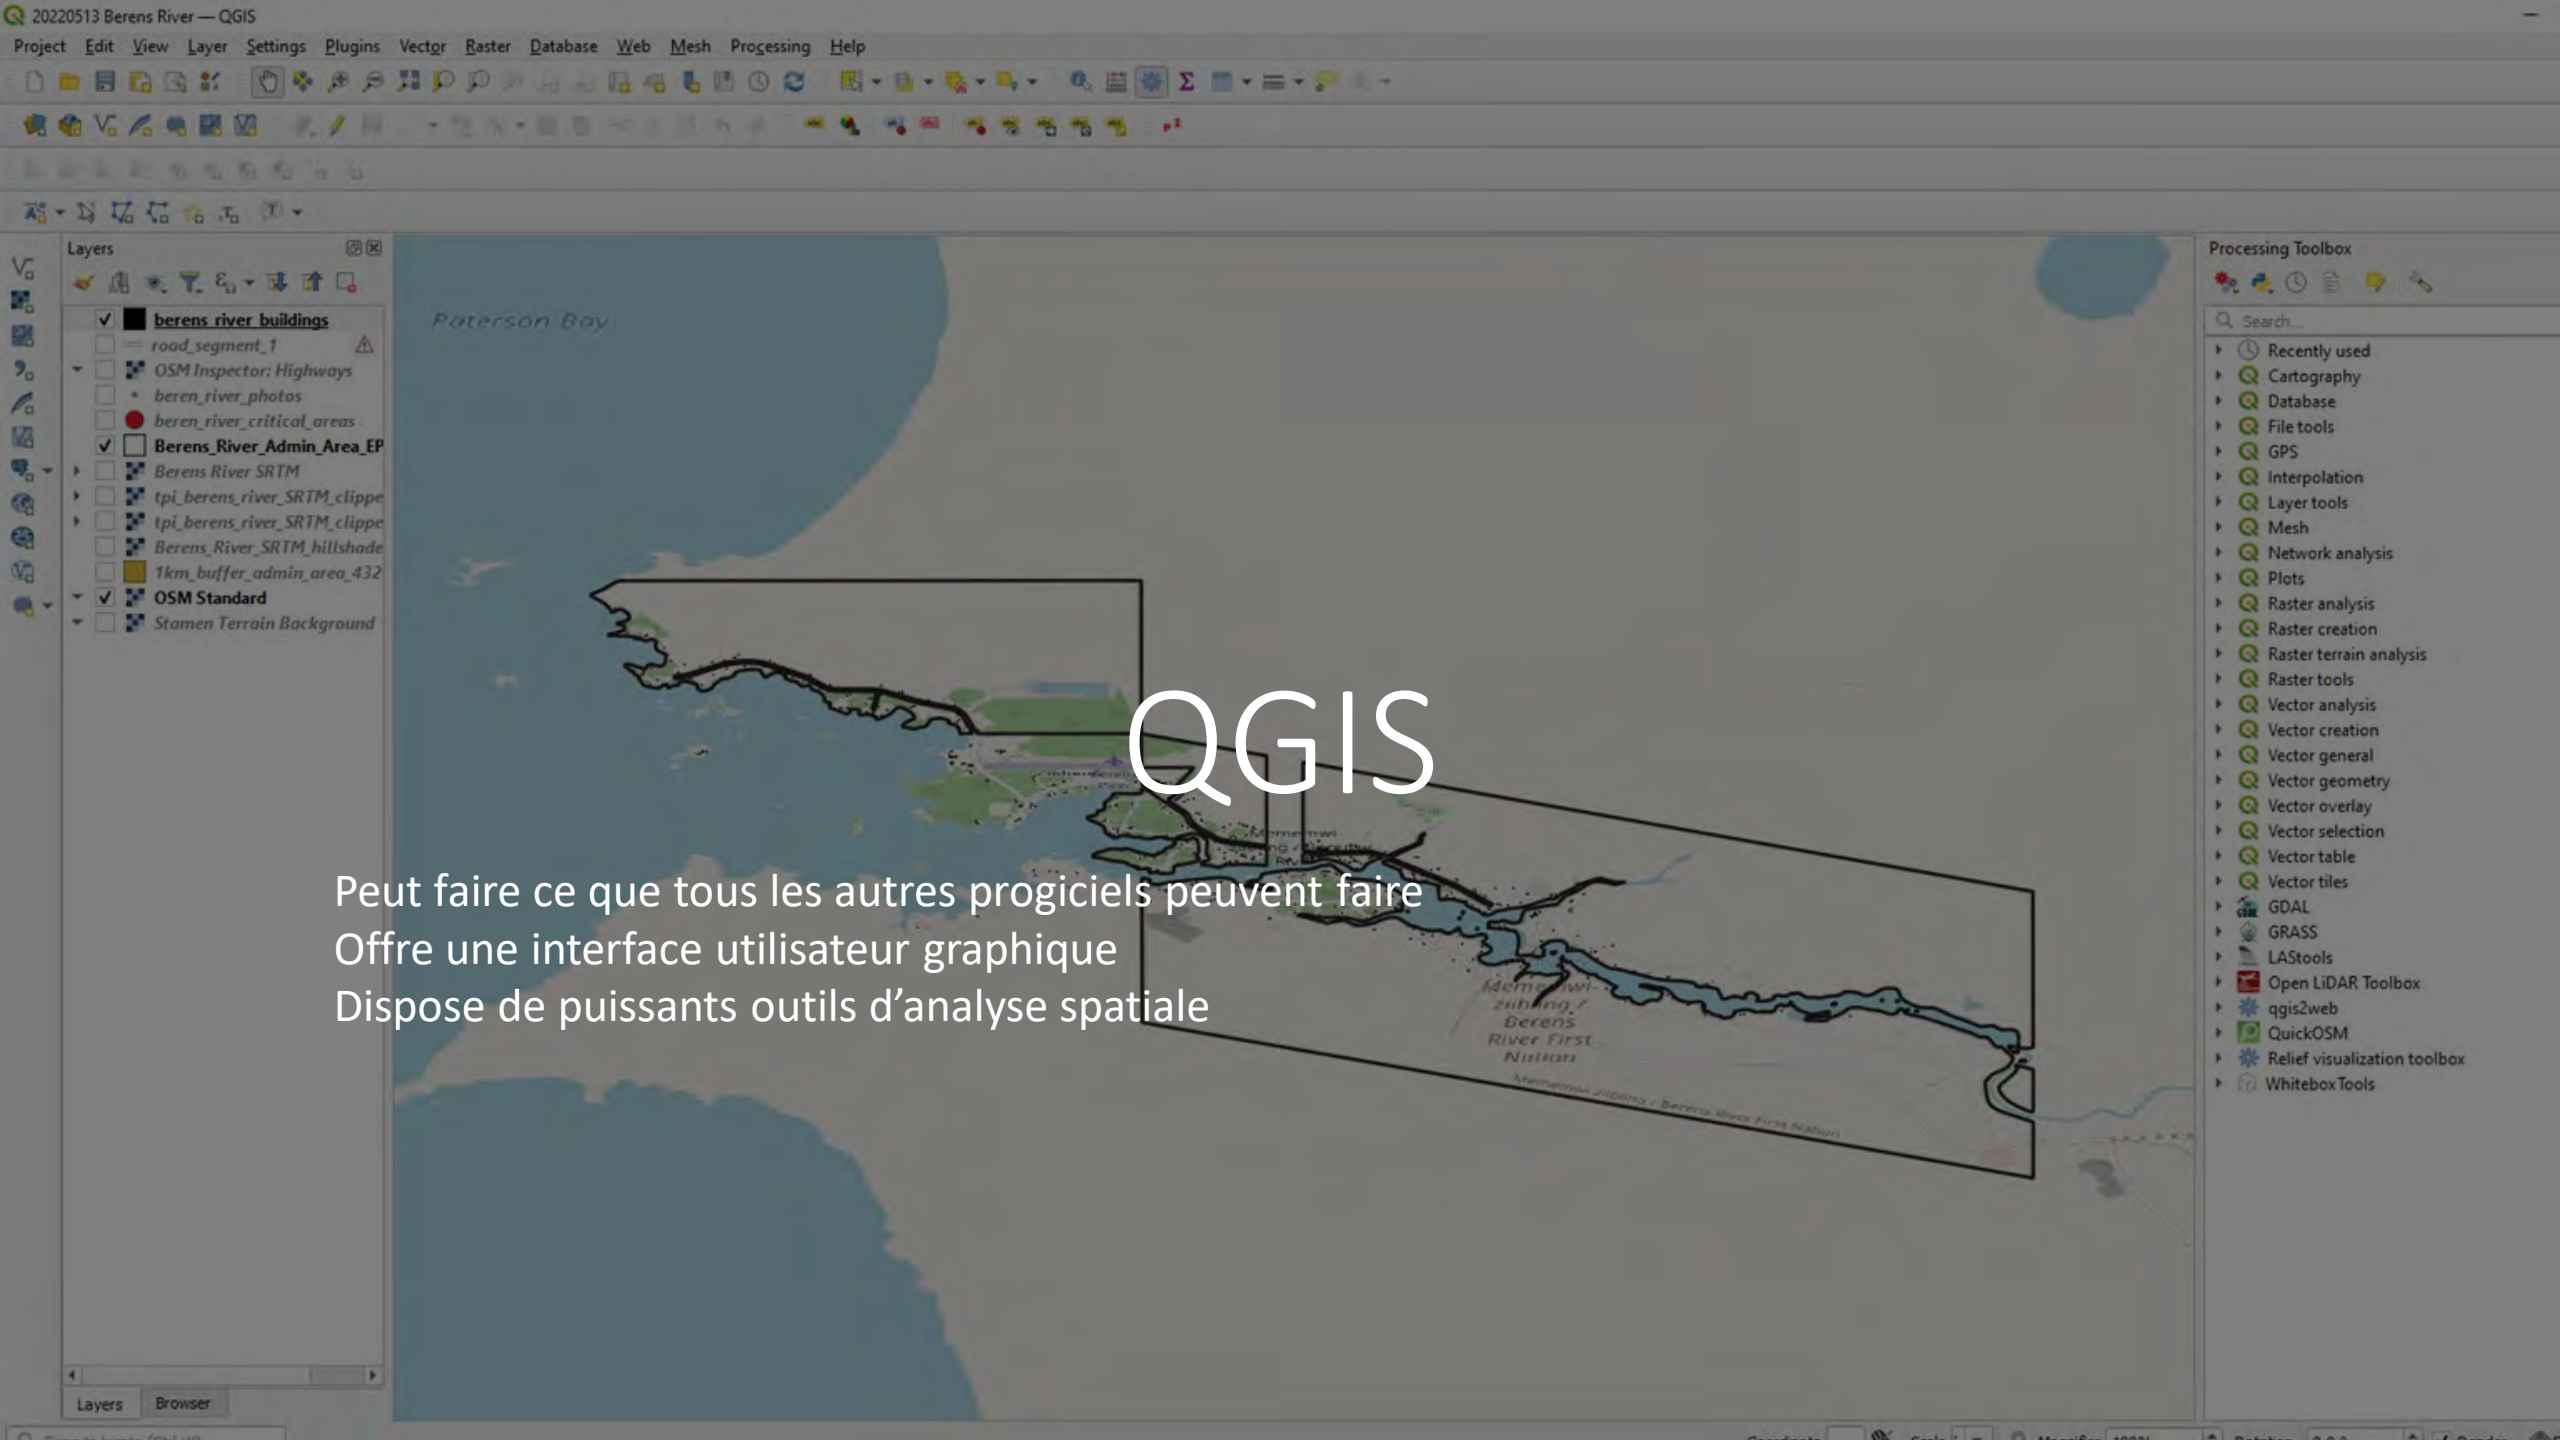 20220513 Berens River — QGIS
Project Edit View Layer Settings Plugins Vector Raster Database Web Mesh Processing Help
Layers
berens_river_buildings
road_segment_1
OSM Inspector: Highways
beren_river_photos
beren_river_critical_areas
Berens_River_Admin_Area_EP
Berens River SRTM
tpi_berens_river_SRTM_clippe
tpi_berens_river_SRTM_clippe
Berens_River_SRTM_hillshade
1km_buffer_admin_area_432
OSM Standard
Stamen Terrain Background
Paterson Bay
QGIS
Peut faire ce que tous les autres progiciels peuvent faire
Offre une interface utilisateur graphique
Dispose de puissants outils d’analyse spatiale
Berens
River First
Nation
Berens River First Nation
Processing Toolbox
Search...
Recently used
Cartography
Database
File tools
GPS
Interpolation
Layer tools
Mesh
Network analysis
Plots
Raster analysis
Raster creation
Raster terrain analysis
Raster tools
Vector analysis
Vector creation
Vector general
Vector geometry
Vector overlay
Vector selection
Vector table
Vector tiles
GDAL
GRASS
LAStools
Open LiDAR Toolbox
qgis2web
QuickOSM
Relief visualization toolbox
WhiteboxTools
Layers Browser